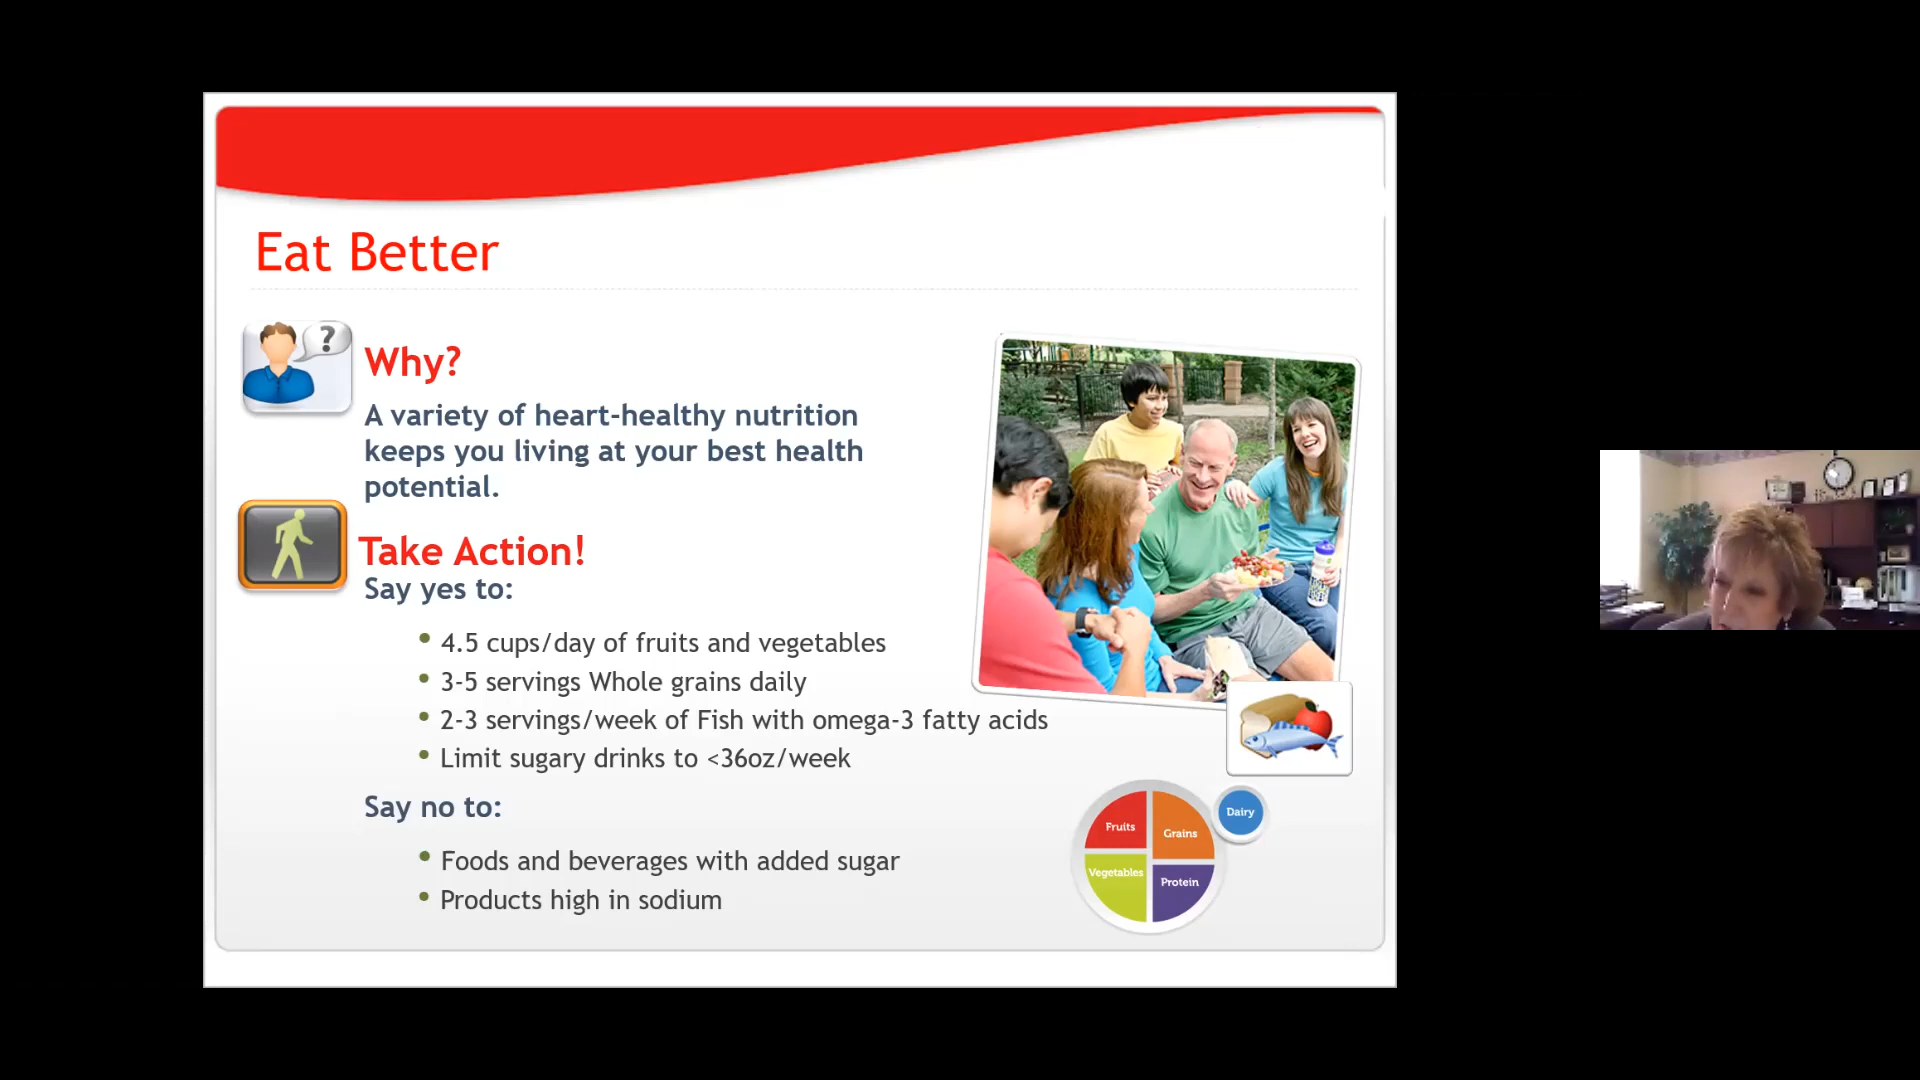 Eat Better
?
Why?
A variety of heart-healthy nutrition
keeps you living at your best health
potential.
Take Action!
Say yes to:
• 4.5 cups/day of fruits and vegetables
• 3-5 servings Whole grains daily
• 2-3 servings/week of Fish with omega-3 fatty acids
• Limit sugary drinks to <36oz/week
Say no to:
• Foods and beverages with added sugar
• Products high in sodium
Fruits
Grains
Dairy
Vegetables
Protein